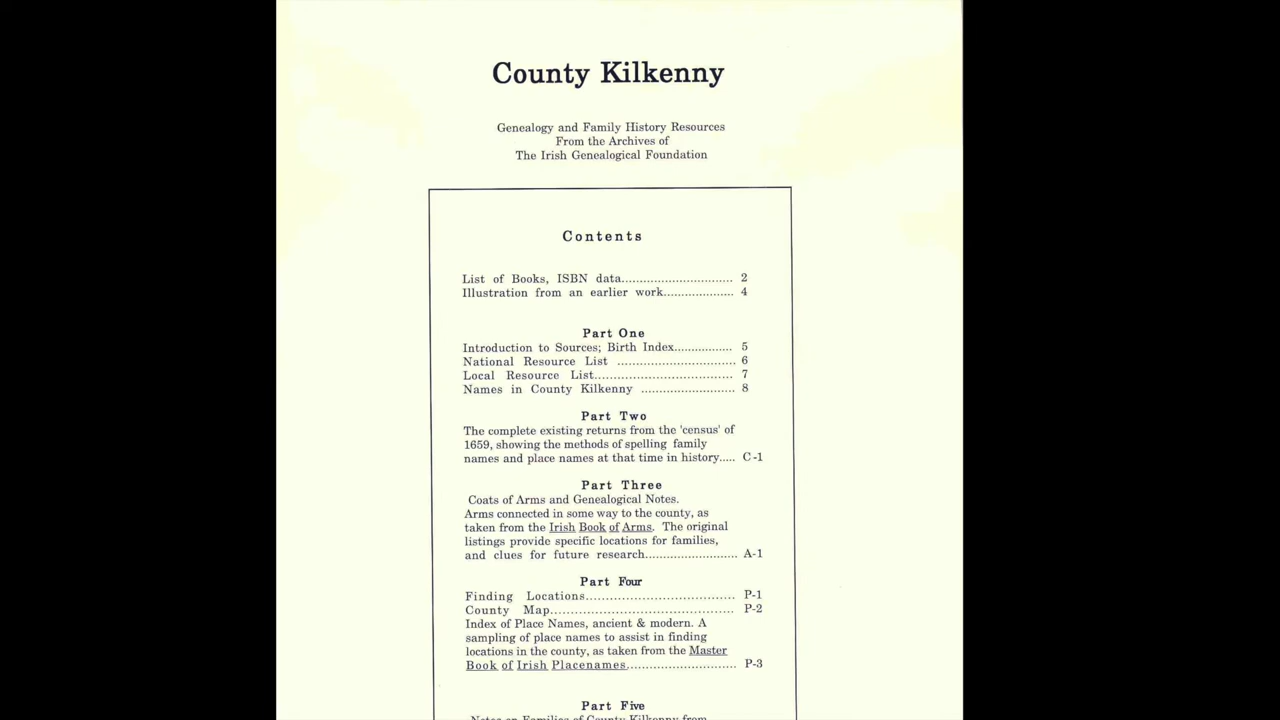 County Kilkenny
Genealogy and Family History Resources
From the Archives of
The Irish Genealogical Foundation
Contents
List of Books, ISBN data.............................. 2
Illustration from an earlier work.................... 4
Part One
Introduction to Sources; Birth Index................ 5
National Resource List ................................ 6
Local Resource List..................................... 7
Names in County Kilkenny ......................... 8
Part Two
The complete existing returns from the 'census' of
1659, showing the methods of spelling family
names and place names at that time in history..... C-1
Part Three
Coats of Arms and Genealogical Notes.
Arms connected in some way to the county, as
taken from the Irish Book of Arms. The original
listings provide specific locations for families,
and clues for future research......................... A-1
Part Four
Finding Locations....................................... P-1
County Map................................................ P-2
Index of Place Names, ancient & modern. A
sampling of place names to assist in finding
locations in the county, as taken from the Master
Book of Irish Placenames............................. P-3
Part Five
Notes on Families of County Kilkenny from